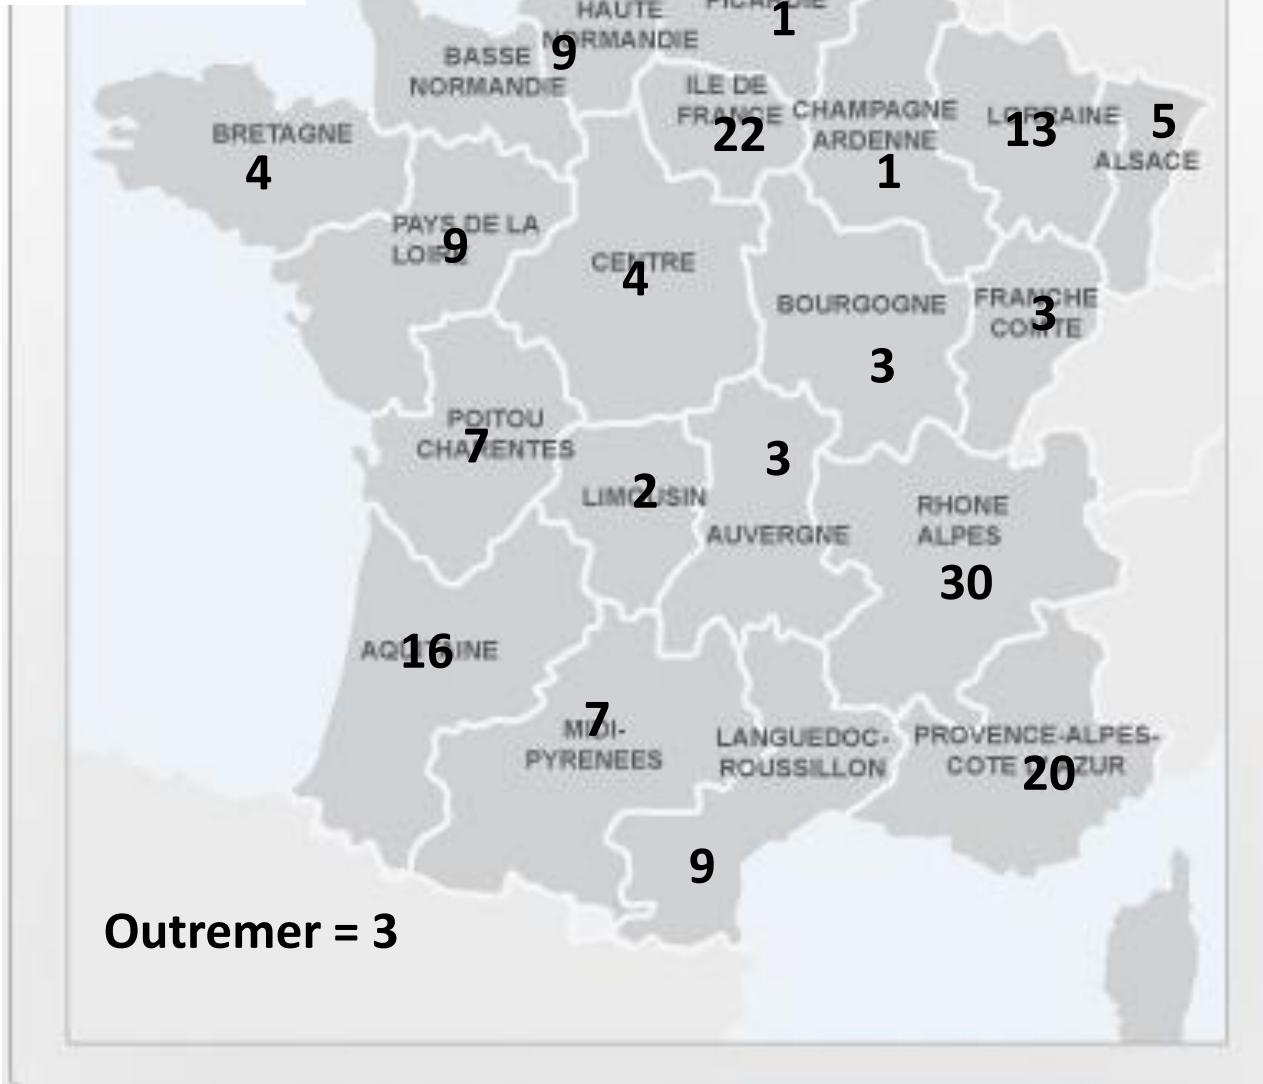 HAUTE
NORMANDIE
9
PICARDIE
1
BASSE
NORMANDIE
ILE DE
FRANCE
22
CHAMPAGNE
ARDENNE
1
LORRAINE
13
5
ALSACE
BRETAGNE
4
PAYS DE LA
LOIRE
9
CENTRE
4
BOURGOGNE
3
FRANCHE
COMTE
3
POITOU
CHARENTES
7
LIMOUSIN
2
3
AUVERGNE
RHONE
ALPES
30
AQUITAINE
16
MIDI-
PYRENEES
7
LANGUEDOC-
ROUSSILLON
9
PROVENCE-ALPES-
COTE D'AZUR
20
Outremer = 3